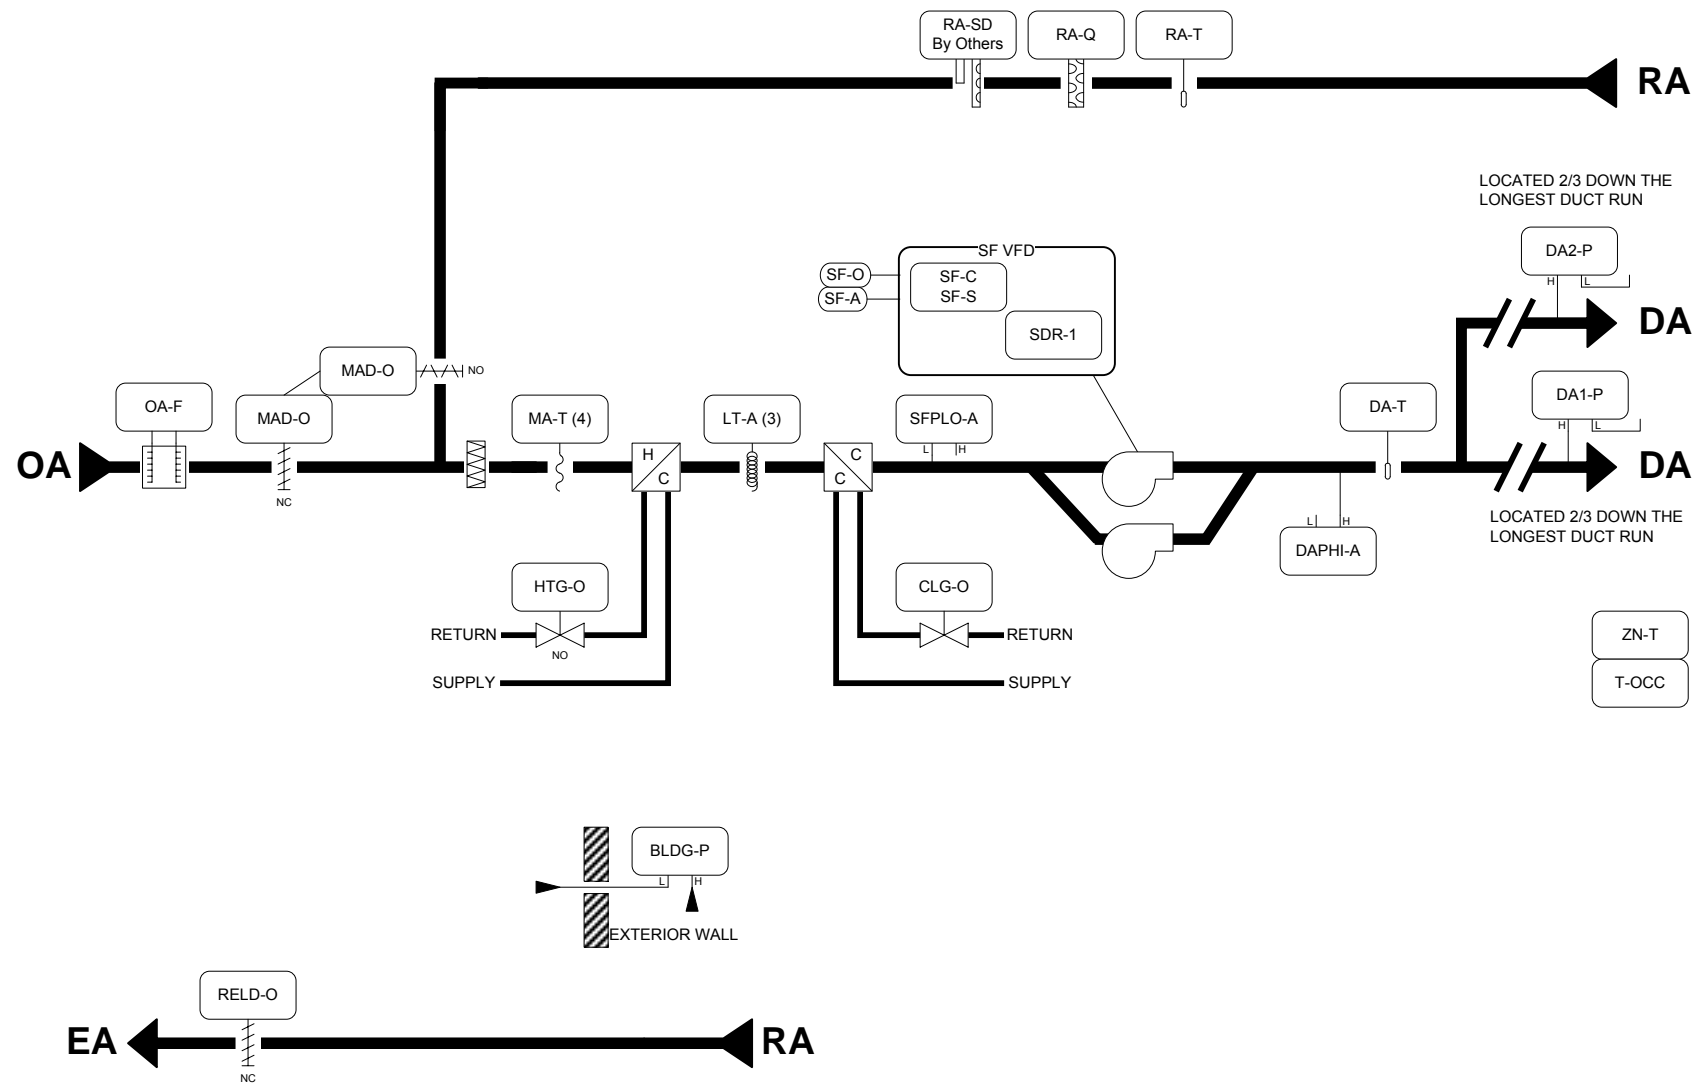 RA-SD
By Others
RA-Q
RA-T
RA
LOCATED 2/3 DOWN THE
LONGEST DUCT RUN
DA2-P
H
L
SF VFD
SF-O
SF-A
SF-C
SF-S
SDR-1
DA
MAD-O
NO
OA-F
MAD-O
MA-T (4)
LT-A (3)
SFPLO-A
L
H
DA-T
DA1-P
H
L
OA
NC
H
C
C
C
DA
LOCATED 2/3 DOWN THE
LONGEST DUCT RUN
L
H
DAPHI-A
HTG-O
CLG-O
RETURN
NO
RETURN
SUPPLY
SUPPLY
ZN-T
T-OCC
BLDG-P
L
H
EXTERIOR WALL
RELD-O
EA
RA
NC